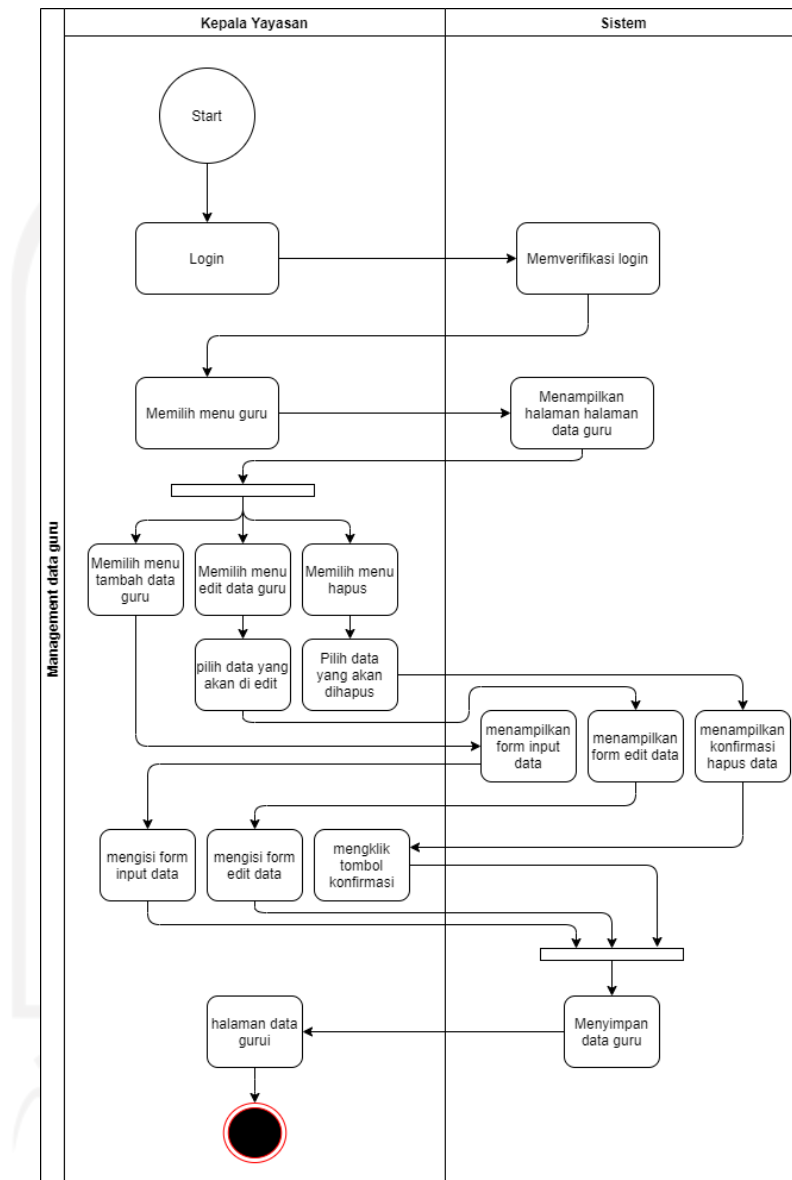 Kepala Yayasan
Sistem
Management data guru
Start
Login
Memverifikasi login
Memilih menu guru
Menampilkan
halaman halaman
data guru
Memilih menu
tambah data
guru
Memilih menu
edit data guru
Memilih menu
hapus
pilih data yang
akan di edit
Pilih data
yang akan
dihapus
menampilkan
form input
data
menampilkan
form edit data
menampilkan
konfirmasi
hapus data
mengisi form
input data
mengisi form
edit data
mengklik
tombol
konfirmasi
halaman data
gurui
Menyimpan
data guru